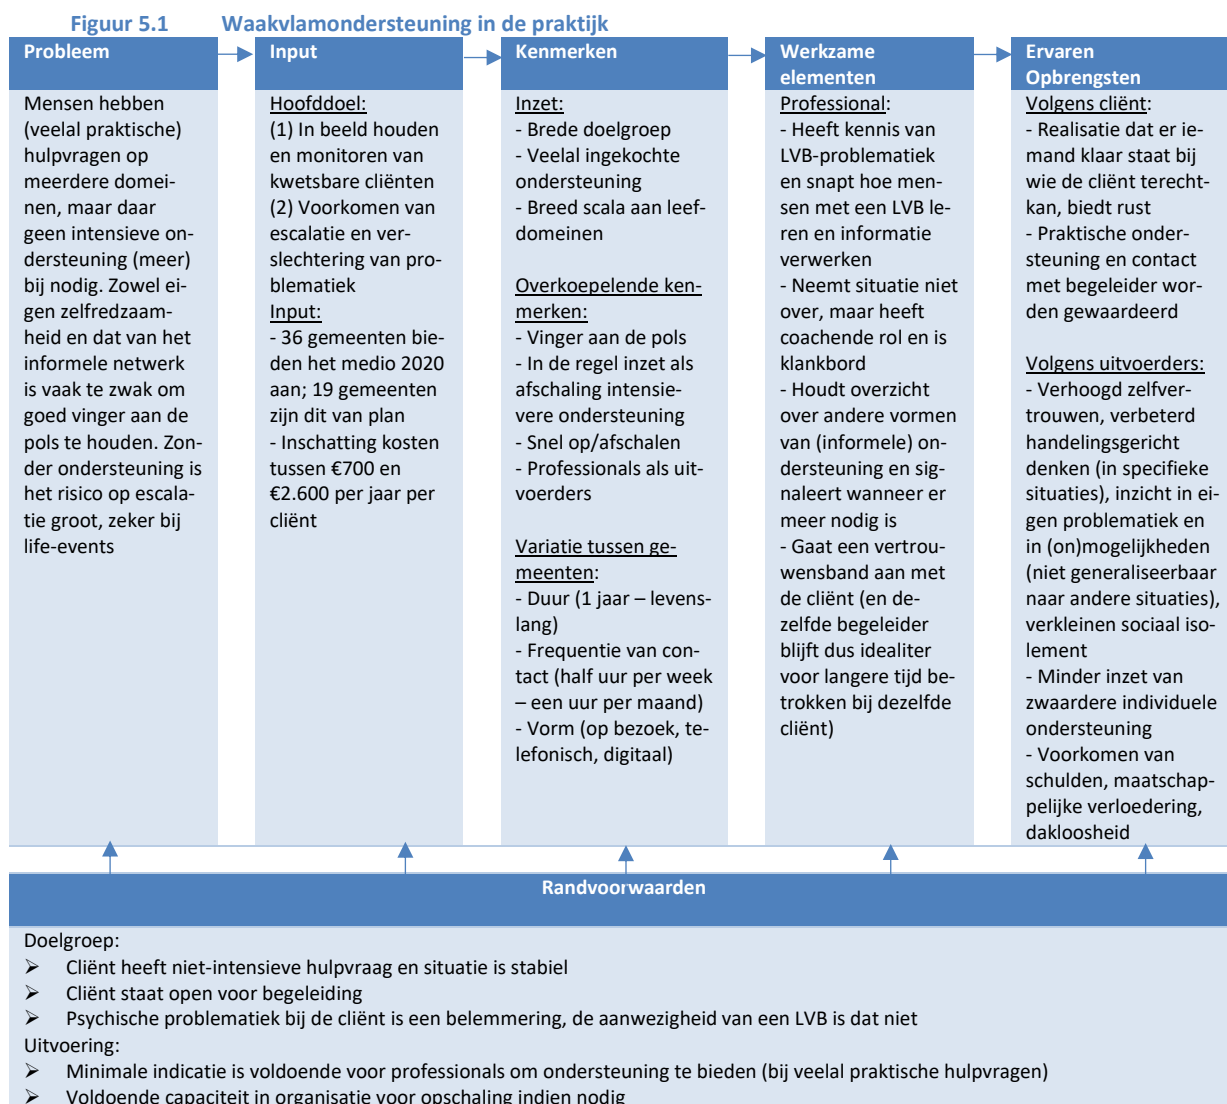 Figuur 5.1 Waakvlamondersteuning in de praktijk
Probleem
Mensen hebben
(veelal praktische)
hulpvragen op
meerdere domei-
nen, maar daar
geen intensieve on-
dersteuning (meer)
bij nodig. Zowel ei-
gen zelfredzaam-
heid en dat van het
informele netwerk
is vaak te zwak om
goed vinger aan de
pols te houden. Zon-
der ondersteuning is
het risico op escala-
tie groot, zeker bij
life-events
Input
Hoofddoel:
(1) In beeld houden
en monitoren van
kwetsbare cliënten
(2) Voorkomen van
escalatie en ver-
slechtering van pro-
blematiek
Input:
- 36 gemeenten bie-
den het medio 2020
aan; 19 gemeenten
zijn dit van plan
- Inschatting kosten
tussen €700 en
€2.600 per jaar per
cliënt
Kenmerken
Inzet:
- Brede doelgroep
- Veelal ingekochte
ondersteuning
- Breed scala aan leef-
domeinen
Overkoepelende ken-
merken:
- Vinger aan de pols
- In de regel inzet als
afschaling intensie-
vere ondersteuning
- Snel op/afschalen
- Professionals als uit-
voerders
Variatie tussen ge-
meenten:
- Duur (1 jaar – levens-
lang)
- Frequentie van con-
tact (half uur per week
– een uur per maand)
- Vorm (op bezoek, te-
lefonisch, digitaal)
Werkzame
elementen
Professional:
- Heeft kennis van
LVB-problematiek
en snapt hoe men-
sen met een LVB le-
ren en informatie
verwerken
- Neemt situatie niet
over, maar heeft
coachende rol en is
klankbord
- Houdt overzicht
over andere vormen
van (informele) on-
dersteuning en sig-
naleert wanneer er
meer nodig is
- Gaat een vertrou-
wensband aan met
de cliënt (en de-
zelfde begeleider
blijft dus idealiter
voor langere tijd be-
trokken bij dezelfde
cliënt)
Ervaren
Opbrengsten
Volgens cliënt:
- Realisatie dat er ie-
mand klaar staat bij
wie de cliënt terecht-
kan, biedt rust
- Praktische onder-
steuning en contact
met begeleider wor-
den gewaardeerd
Volgens uitvoerders:
- Verhoogd zelfver-
trouwen, verbeterd
handelingsgericht
denken (in specifieke
situaties), inzicht in ei-
gen problematiek en
in (on)mogelijkheden
(niet generaliseerbaar
naar andere situaties),
verkleinen sociaal iso-
lement
- Minder inzet van
zwaardere individuele
ondersteuning
- Voorkomen van
schulden, maatschap-
pelijke verloedering,
dakloosheid
Randvoorwaarden
Doelgroep:
➢ Cliënt heeft niet-intensieve hulpvraag en situatie is stabiel
➢ Cliënt staat open voor begeleiding
➢ Psychische problematiek bij de cliënt is een belemmering, de aanwezigheid van een LVB is dat niet
Uitvoering:
➢ Minimale indicatie is voldoende voor professionals om ondersteuning te bieden (bij veelal praktische hulpvragen)
➢ Voldoende capaciteit in organisatie voor opschaling indien nodig